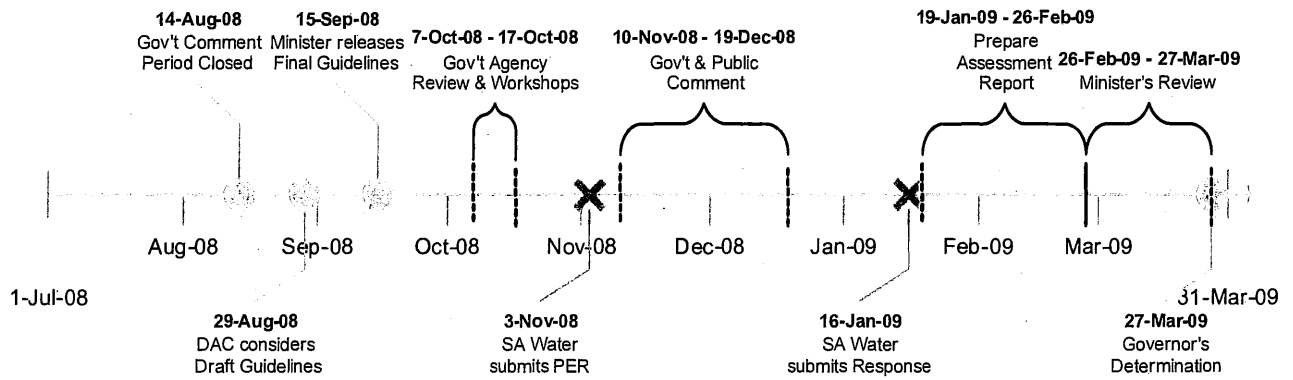 14-Aug-08
Gov't Comment
Period Closed
15-Sep-08
Minister releases
Final Guidelines
7-Oct-08 - 17-Oct-08
Gov't Agency
Review & Workshops
10-Nov-08 - 19-Dec-08
Gov't & Public
Comment
19-Jan-09 - 26-Feb-09
Prepare
Assessment
Report
26-Feb-09 - 27-Mar-09
Minister's Review
Aug-08
Sep-08
Oct-08
Nov-08
Dec-08
Jan-09
Feb-09
Mar-09
1-Jul-08
31-Mar-09
29-Aug-08
DAC considers
Draft Guidelines
3-Nov-08
SA Water
submits PER
16-Jan-09
SA Water
submits Response
27-Mar-09
Governor's
Determination